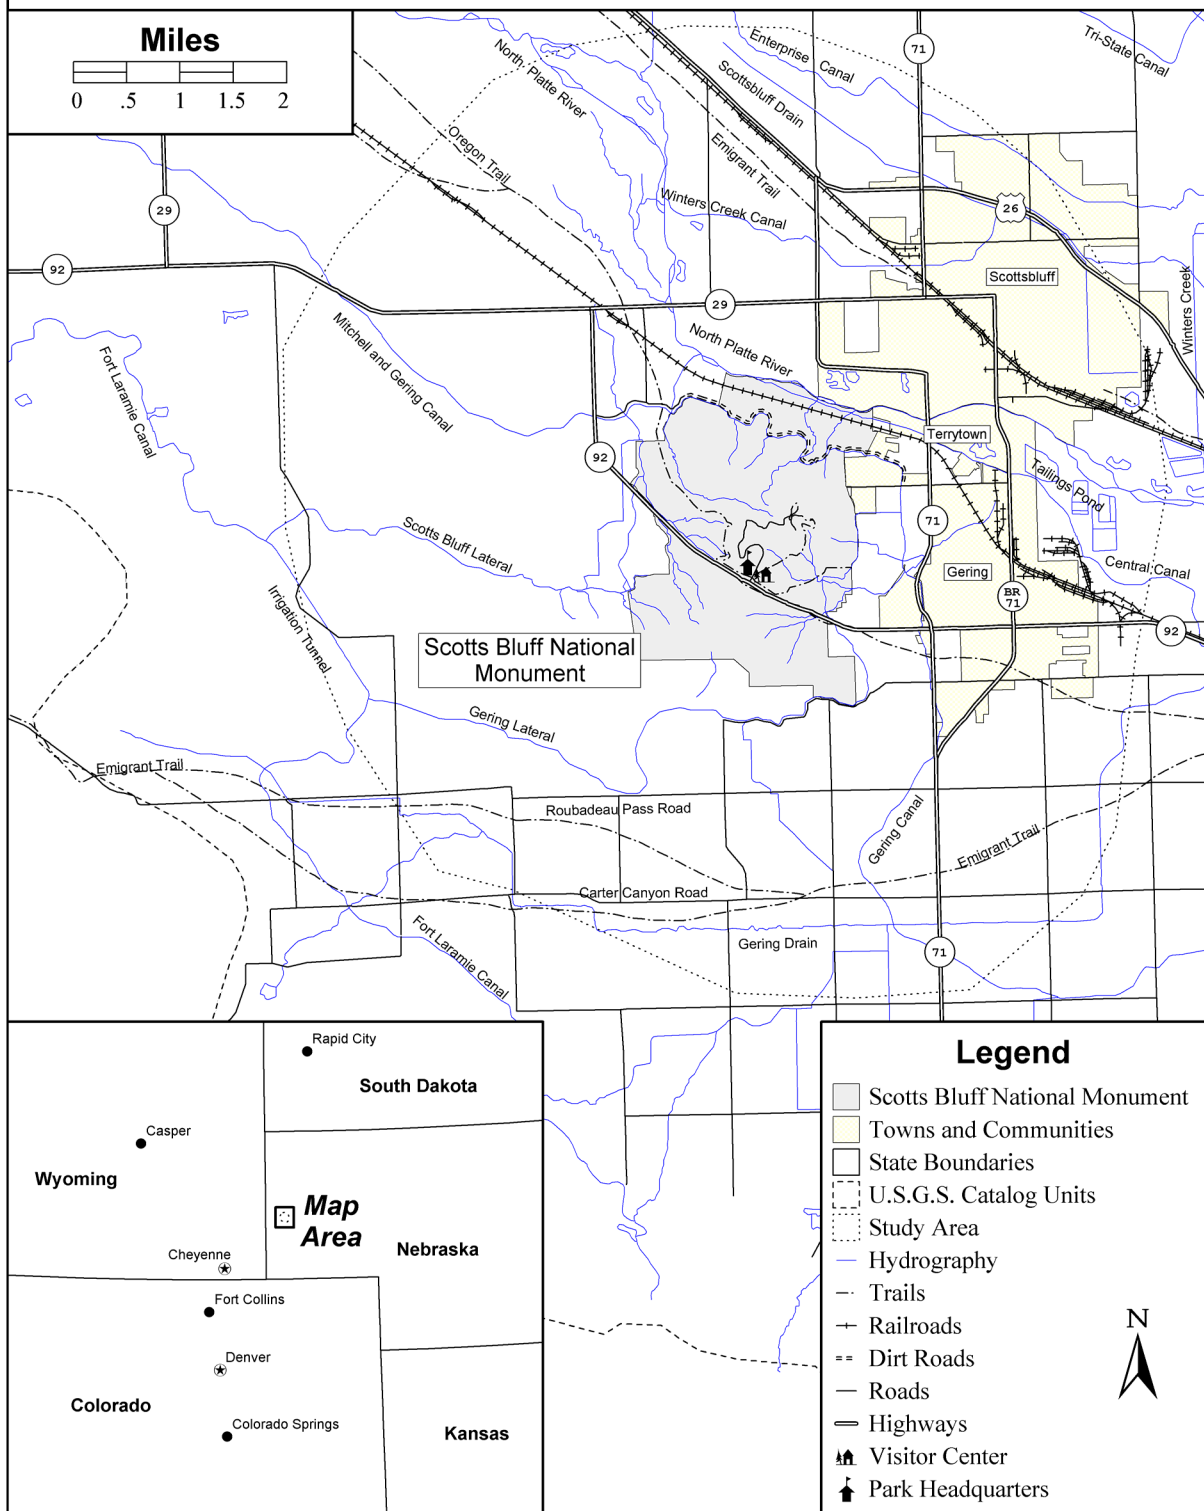 Miles
0 .5 1 1.5 2
71
Enterprise Canal
Tri-State Canal
North Platte River
Scottsbluff Drain
Oregon Trail
Emigrant Trail
Winters Creek Canal
29
26
92
Scottsbluff
Winters Creek
29
Mitchell and Gering Canal
North Platte River
Fort Laramie Canal
Terrytown
92
Tailings Pond
71
Scotts Bluff Lateral
Central Canal
Gering
BR
71
Irrigation Tunnel
92
Scotts Bluff National
Monument
Gering Lateral
Emigrant Trail
Roubadeau Pass Road
Gering Canal
Emigrant Trail
Carter Canyon Road
Fort Laramie Canal
Gering Drain
71
Rapid City
South Dakota
Casper
Wyoming
Map
Area
Nebraska
Cheyenne
Fort Collins
Denver
Colorado
Colorado Springs
Kansas
Legend
Scotts Bluff National Monument
Towns and Communities
State Boundaries
U.S.G.S. Catalog Units
Study Area
Hydrography
Trails
Railroads
Dirt Roads
Roads
Highways
Visitor Center
Park Headquarters
N